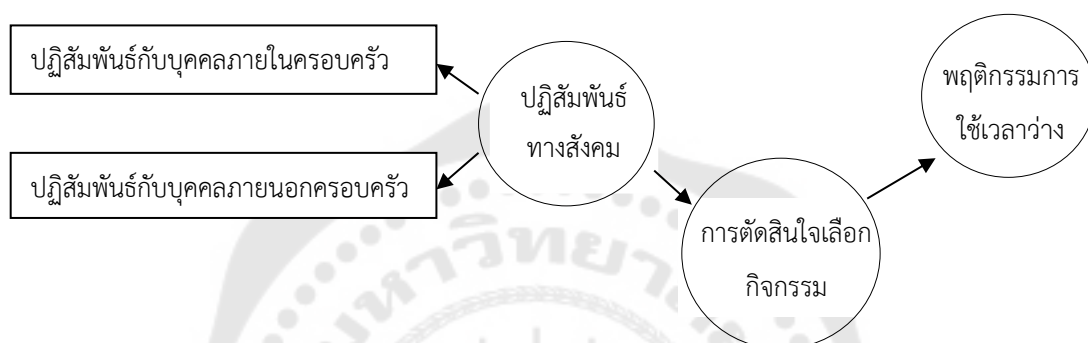 ปฏิสัมพันธ์กับบุคคลภายในครอบครัว
ปฏิสัมพันธ์กับบุคคลภายนอกครอบครัว
ปฏิสัมพันธ์
ทางสังคม
การตัดสินใจเลือก
กิจกรรม
พฤติกรรมการ
ใช้เวลาว่าง